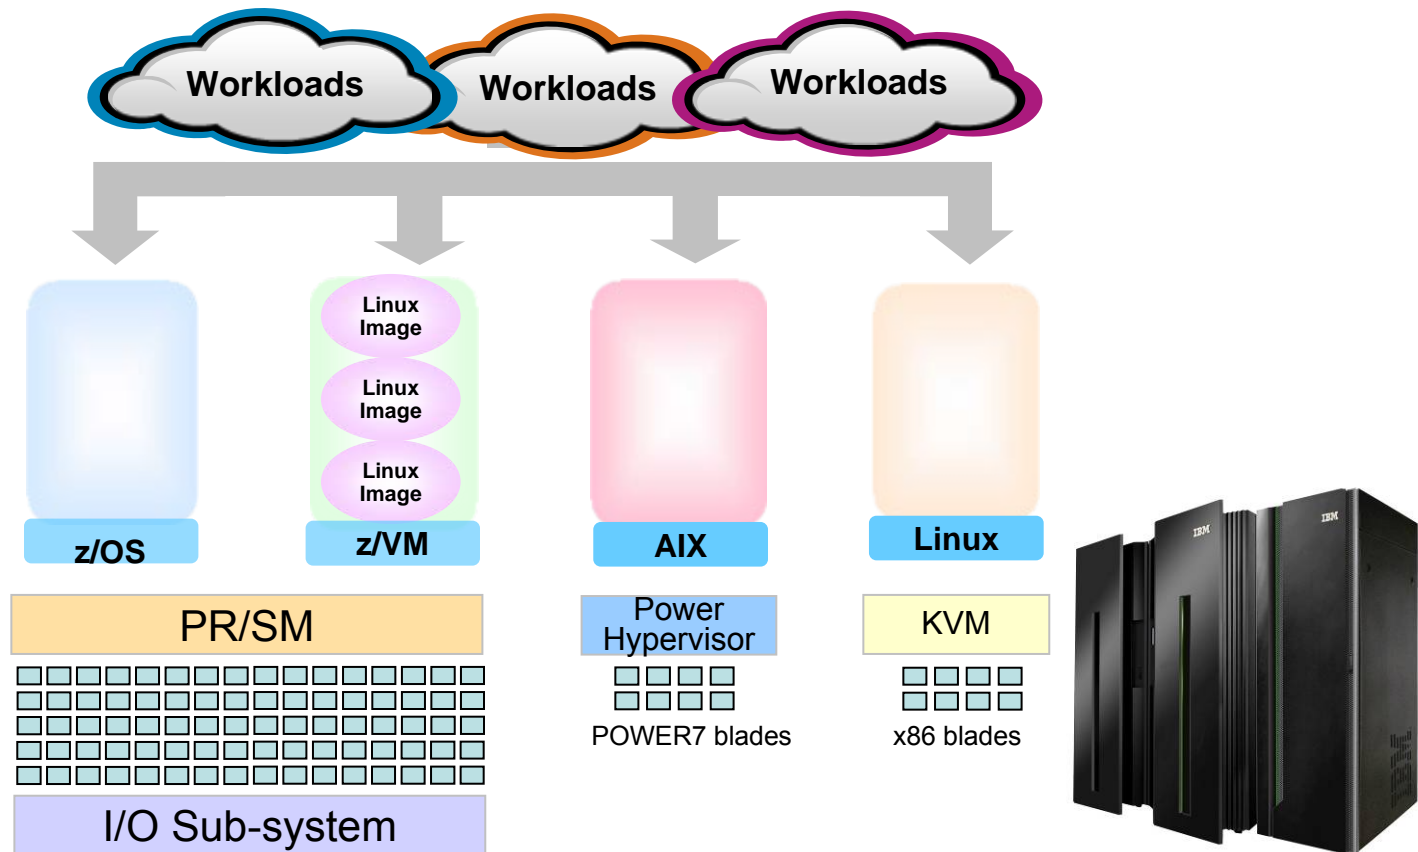 Workloads
Workloads
Workloads
Linux
Image
Linux
Image
Linux
Image
z/OS
z/VM
AIX
Linux
PR/SM
Power
Hypervisor
KVM
POWER7 blades
x86 blades
I/O Sub-system
IBM
IBM
IBM